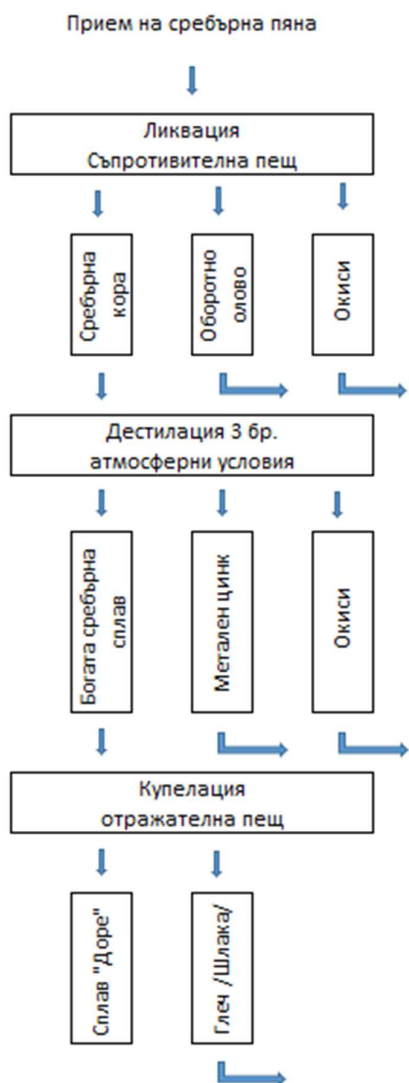 Прием на сребърна пяна
Ликвация
Съпротивителна пещ
Сребърна
кора
Оборотно
олово
Окиси
Дестилация 3 бр.
атмосферни условия
Богата сребърна
сплав
Метален цинк
Окиси
Купелация
отражателна пещ
Сплав "Доре"
Глеч /Шлака/